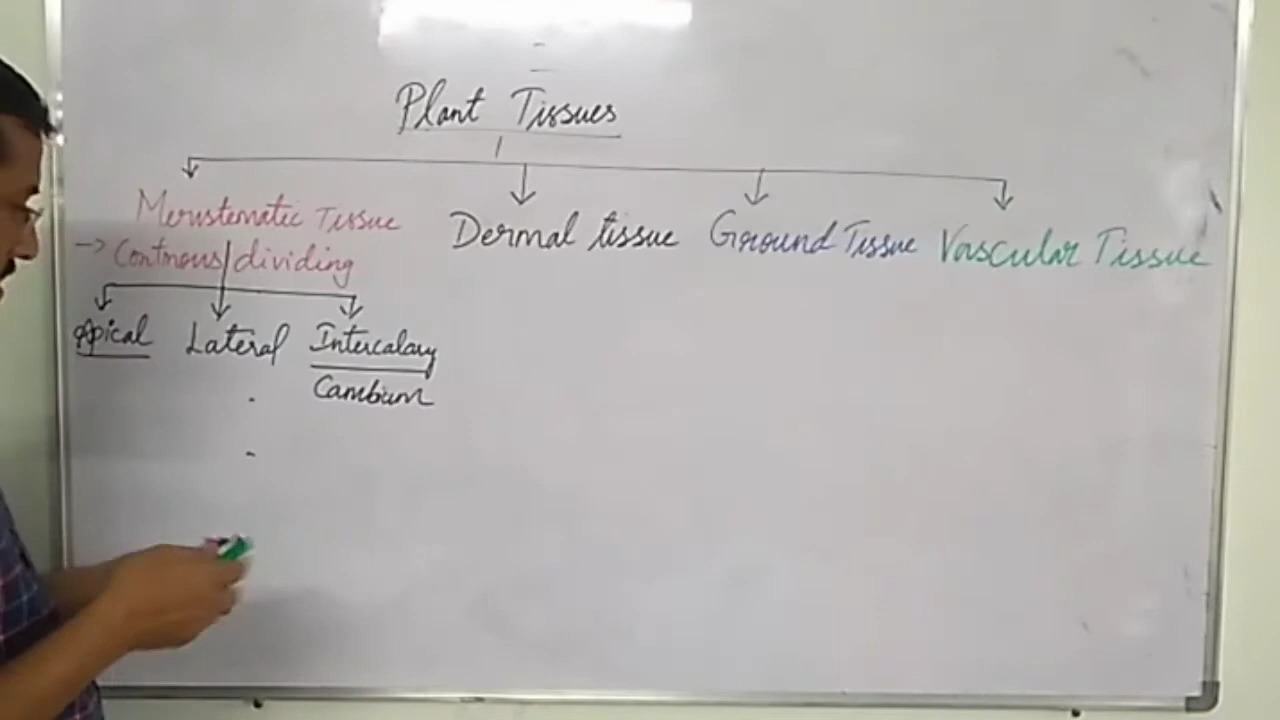 Plant Tissues
Meristematic Tissue Dermal tissue Ground Tissue Vascular Tissue
-> Continous dividing
Apical Lateral Intercalary
Cambium